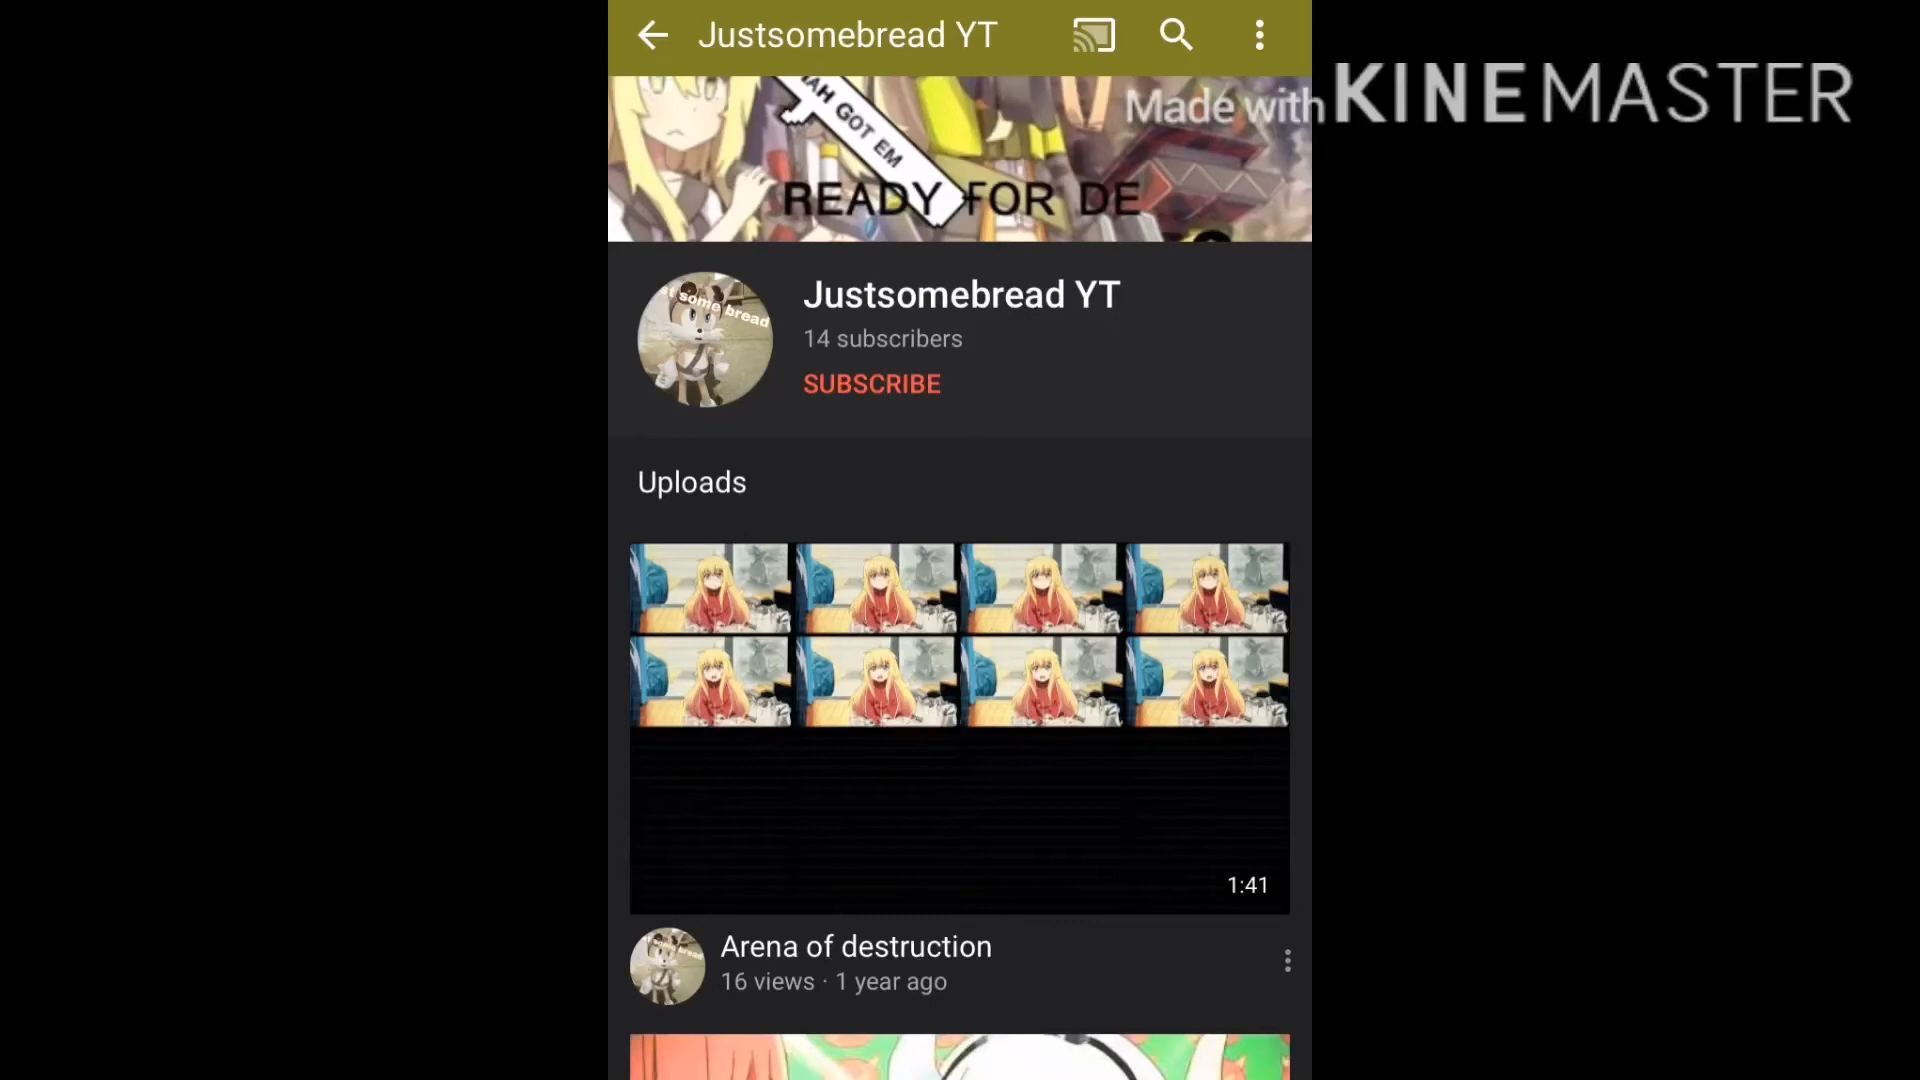 Justsomebread YT
Made with KINEMASTER
GOT EM
READY FOR DE
st some bread
Justsomebread YT
14 subscribers
SUBSCRIBE
Uploads
1:41
Arena of destruction
16 views · 1 year ago